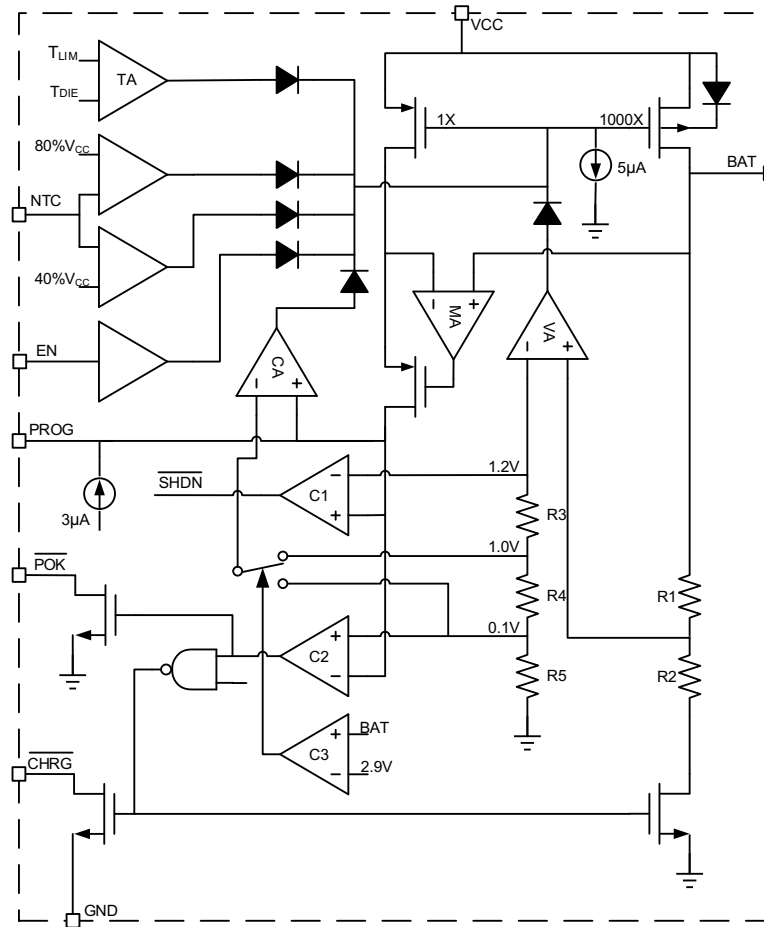 VCC
TLIM
TA
TDIE
1X
1000X
80%VCC
5µA
BAT
NTC
40%VCC
MA
- +
VA
- +
EN
CA
- +
PROG
SHDN
C1
-
+
1.2V
3µA
R3
1.0V
POK
R4
R1
0.1V
C2
+
-
R5
R2
C3
+
-
BAT
2.9V
CHRG
GND